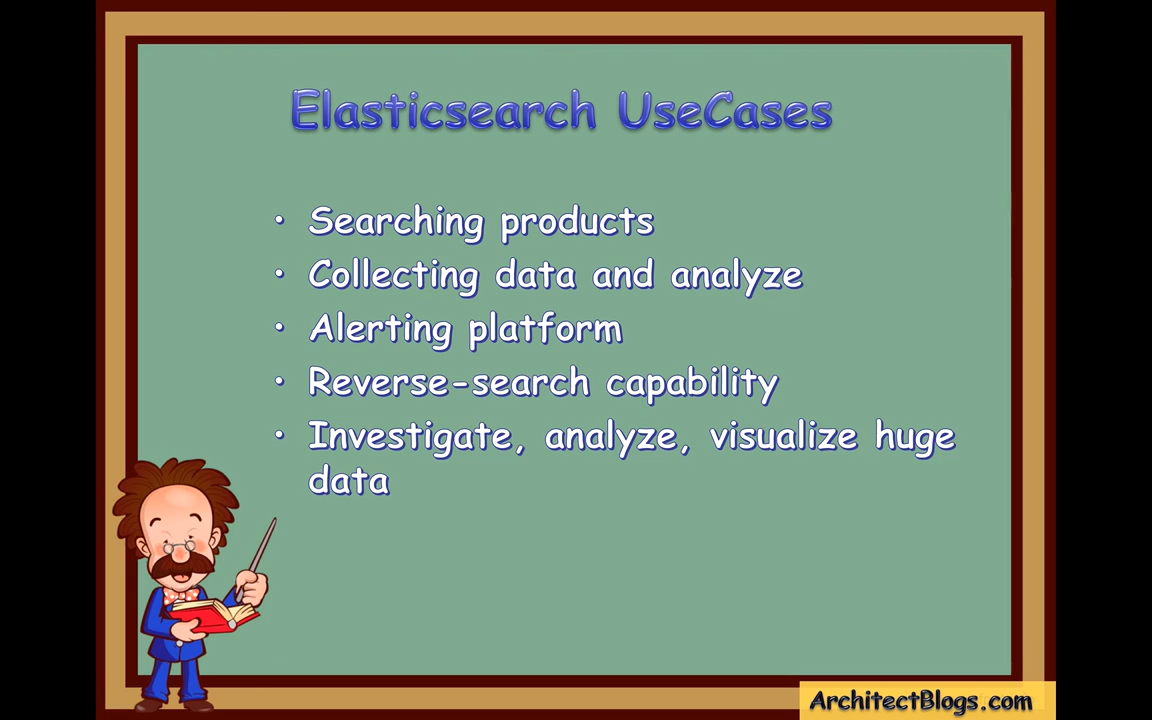 Elasticsearch UseCases
• Searching products
• Collecting data and analyze
• Alerting platform
• Reverse-search capability
• Investigate, analyze, visualize huge
data
ArchitectBlogs.com